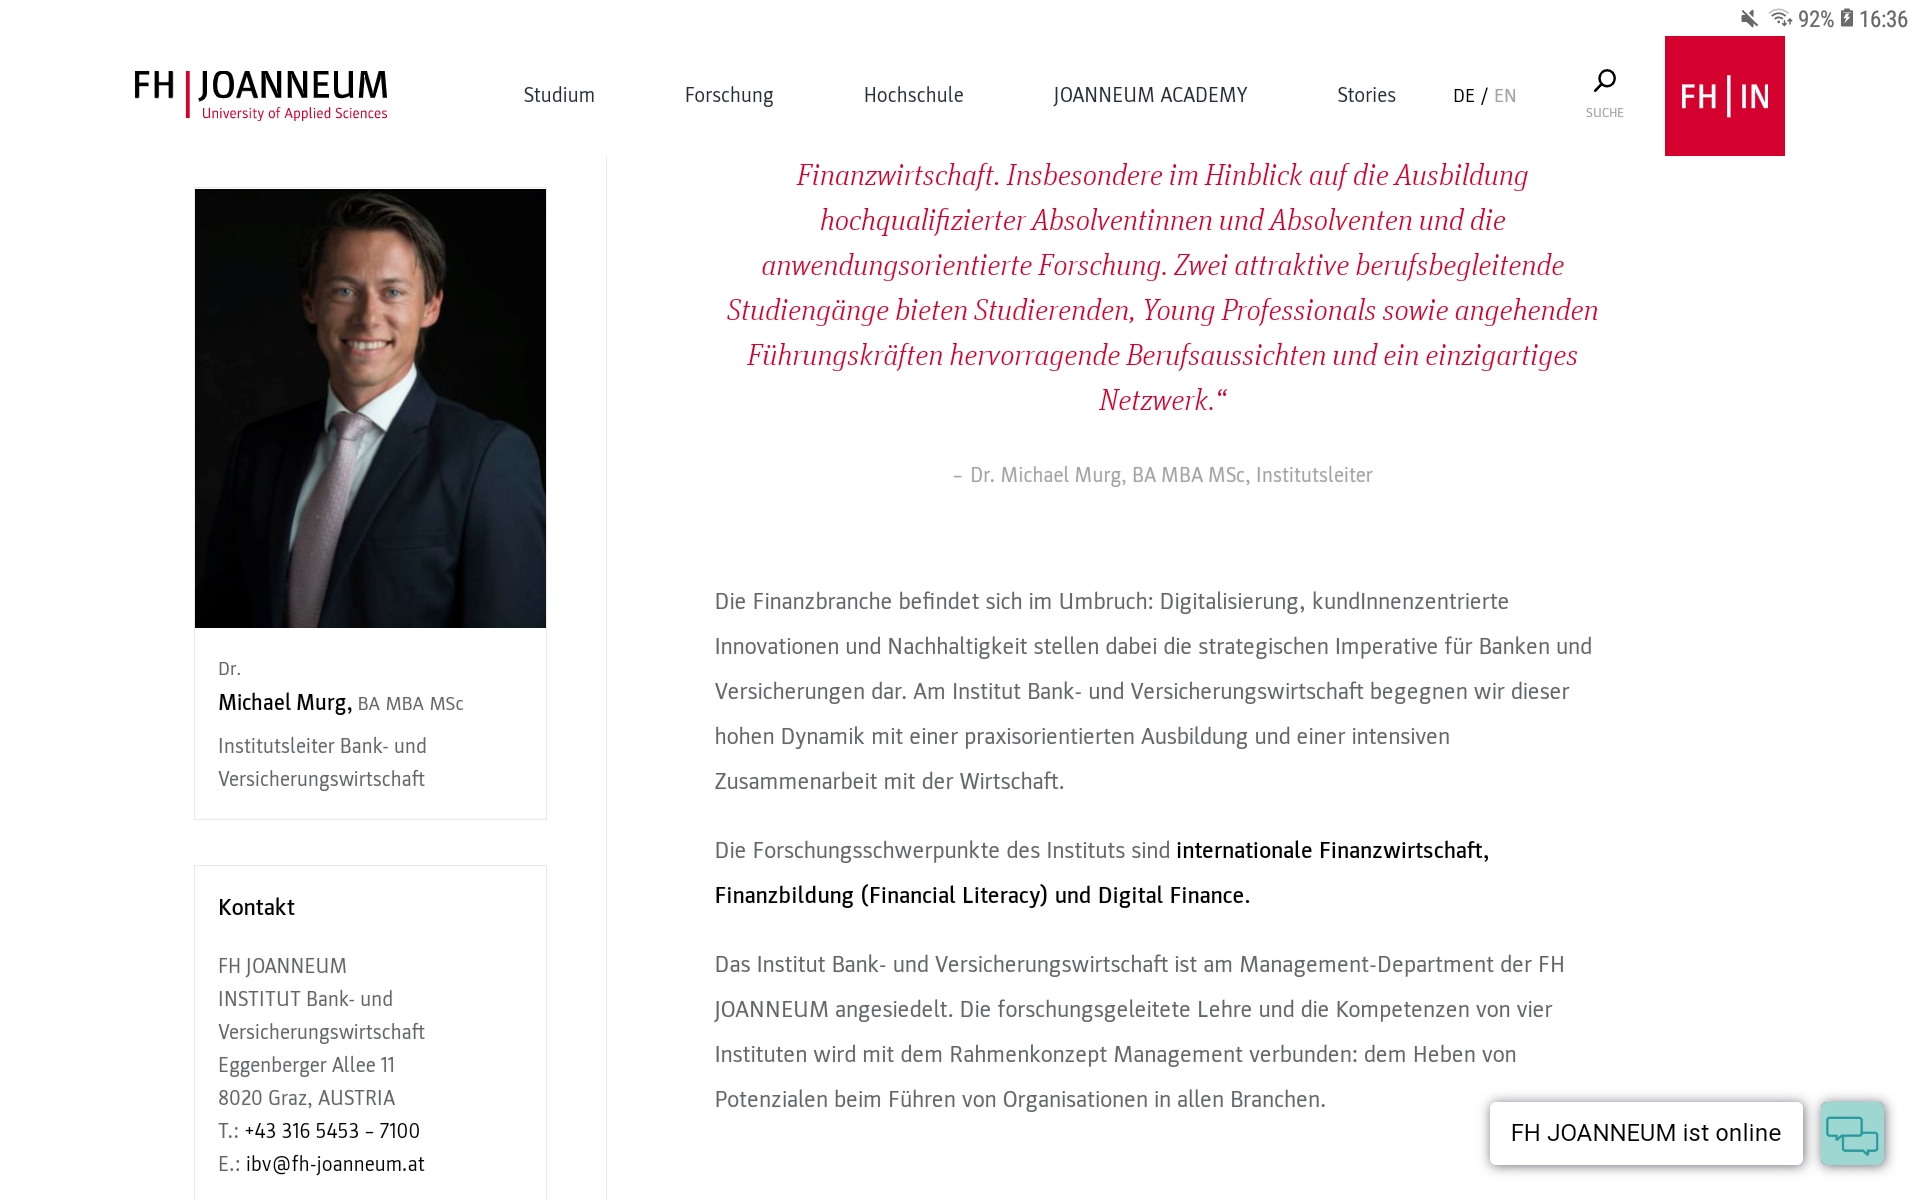 92% 16:36
FH JOANNEUM
University of Applied Sciences
Studium Forschung Hochschule JOANNEUM ACADEMY Stories DE / EN
SUCHE
FH IN
Finanzwirtschaft. Insbesondere im Hinblick auf die Ausbildung
hochqualifizierter Absolventinnen und Absolventen und die
anwendungsorientierte Forschung. Zwei attraktive berufsbegleitende
Studiengänge bieten Studierenden, Young Professionals sowie angehenden
Führungskräften hervorragende Berufsaussichten und ein einzigartiges
Netzwerk.“
– Dr. Michael Murg, BA MBA MSc, Institutsleiter
Dr.
Michael Murg, BA MBA MSc
Institutsleiter Bank- und
Versicherungswirtschaft
Kontakt
FH JOANNEUM
INSTITUT Bank- und
Versicherungswirtschaft
Eggenberger Allee 11
8020 Graz, AUSTRIA
T.: +43 316 5453 – 7100
E.: ibv@fh-joanneum.at
Die Finanzbranche befindet sich im Umbruch: Digitalisierung, kundInnenzentrierte
Innovationen und Nachhaltigkeit stellen dabei die strategischen Imperative für Banken und
Versicherungen dar. Am Institut Bank- und Versicherungswirtschaft begegnen wir dieser
hohen Dynamik mit einer praxisorientierten Ausbildung und einer intensiven
Zusammenarbeit mit der Wirtschaft.
Die Forschungsschwerpunkte des Instituts sind internationale Finanzwirtschaft,
Finanzbildung (Financial Literacy) und Digital Finance.
Das Institut Bank- und Versicherungswirtschaft ist am Management-Department der FH
JOANNEUM angesiedelt. Die forschungsgeleitete Lehre und die Kompetenzen von vier
Instituten wird mit dem Rahmenkonzept Management verbunden: dem Heben von
Potenzialen beim Führen von Organisationen in allen Branchen.
FH JOANNEUM ist online